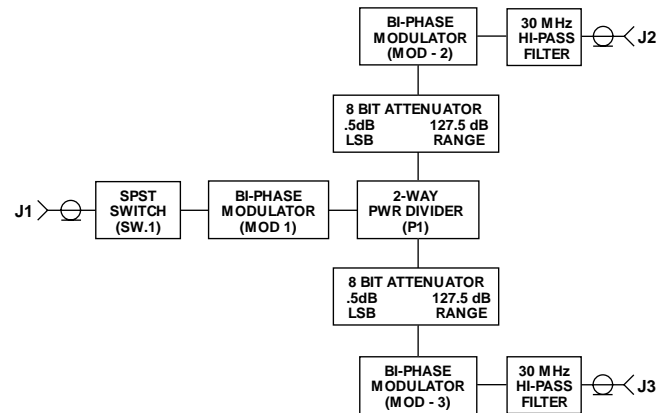 BI-PHASE
MODULATOR
(MOD - 2)
30 MHz
HI-PASS
FILTER
J2
8 BIT ATTENUATOR
.5dB 127.5 dB
LSB RANGE
J1
SPST
SWITCH
(SW.1)
BI-PHASE
MODULATOR
(MOD 1)
2-WAY
PWR DIVIDER
(P1)
8 BIT ATTENUATOR
.5dB 127.5 dB
LSB RANGE
BI-PHASE
MODULATOR
(MOD - 3)
30 MHz
HI-PASS
FILTER
J3